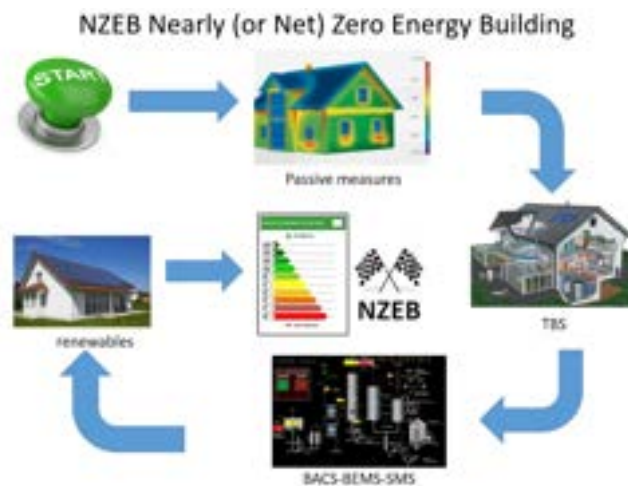 NZEB Nearly (or Net) Zero Energy Building
START
Passive measures
TBS
BACS-BEMS-SMS
renewables
NZEB